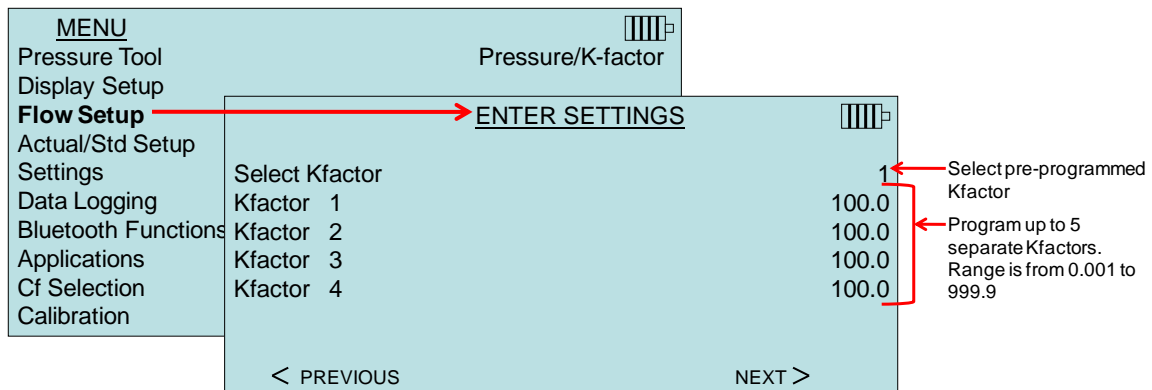 MENU
Pressure Tool
Pressure/K-factor
Display Setup
Flow Setup
Actual/Std Setup
Settings
Data Logging
Bluetooth Functions
Applications
Cf Selection
Calibration
ENTER SETTINGS
Select Kfactor 1
Kfactor 1 100.0
Kfactor 2 100.0
Kfactor 3 100.0
Kfactor 4 100.0
< PREVIOUS NEXT >
Select pre-programmed
Kfactor
Program up to 5
separate Kfactors.
Range is from 0.001 to
999.9